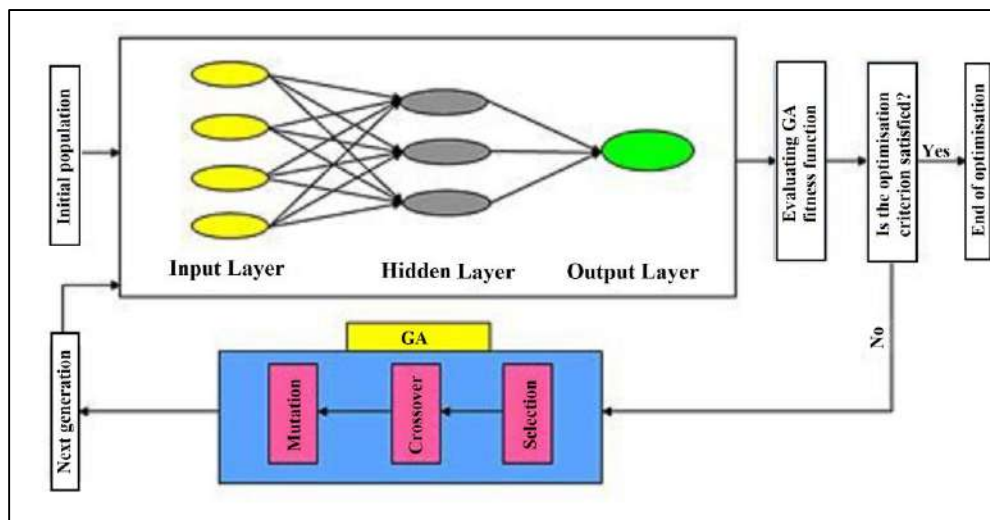 Initial population
Input Layer
Hidden Layer
Output Layer
Evaluating GA
fitness function
Is the optimisation
criterion satisfied?
Yes
End of optimisation
No
GA
Selection
Crossover
Mutation
Next generation